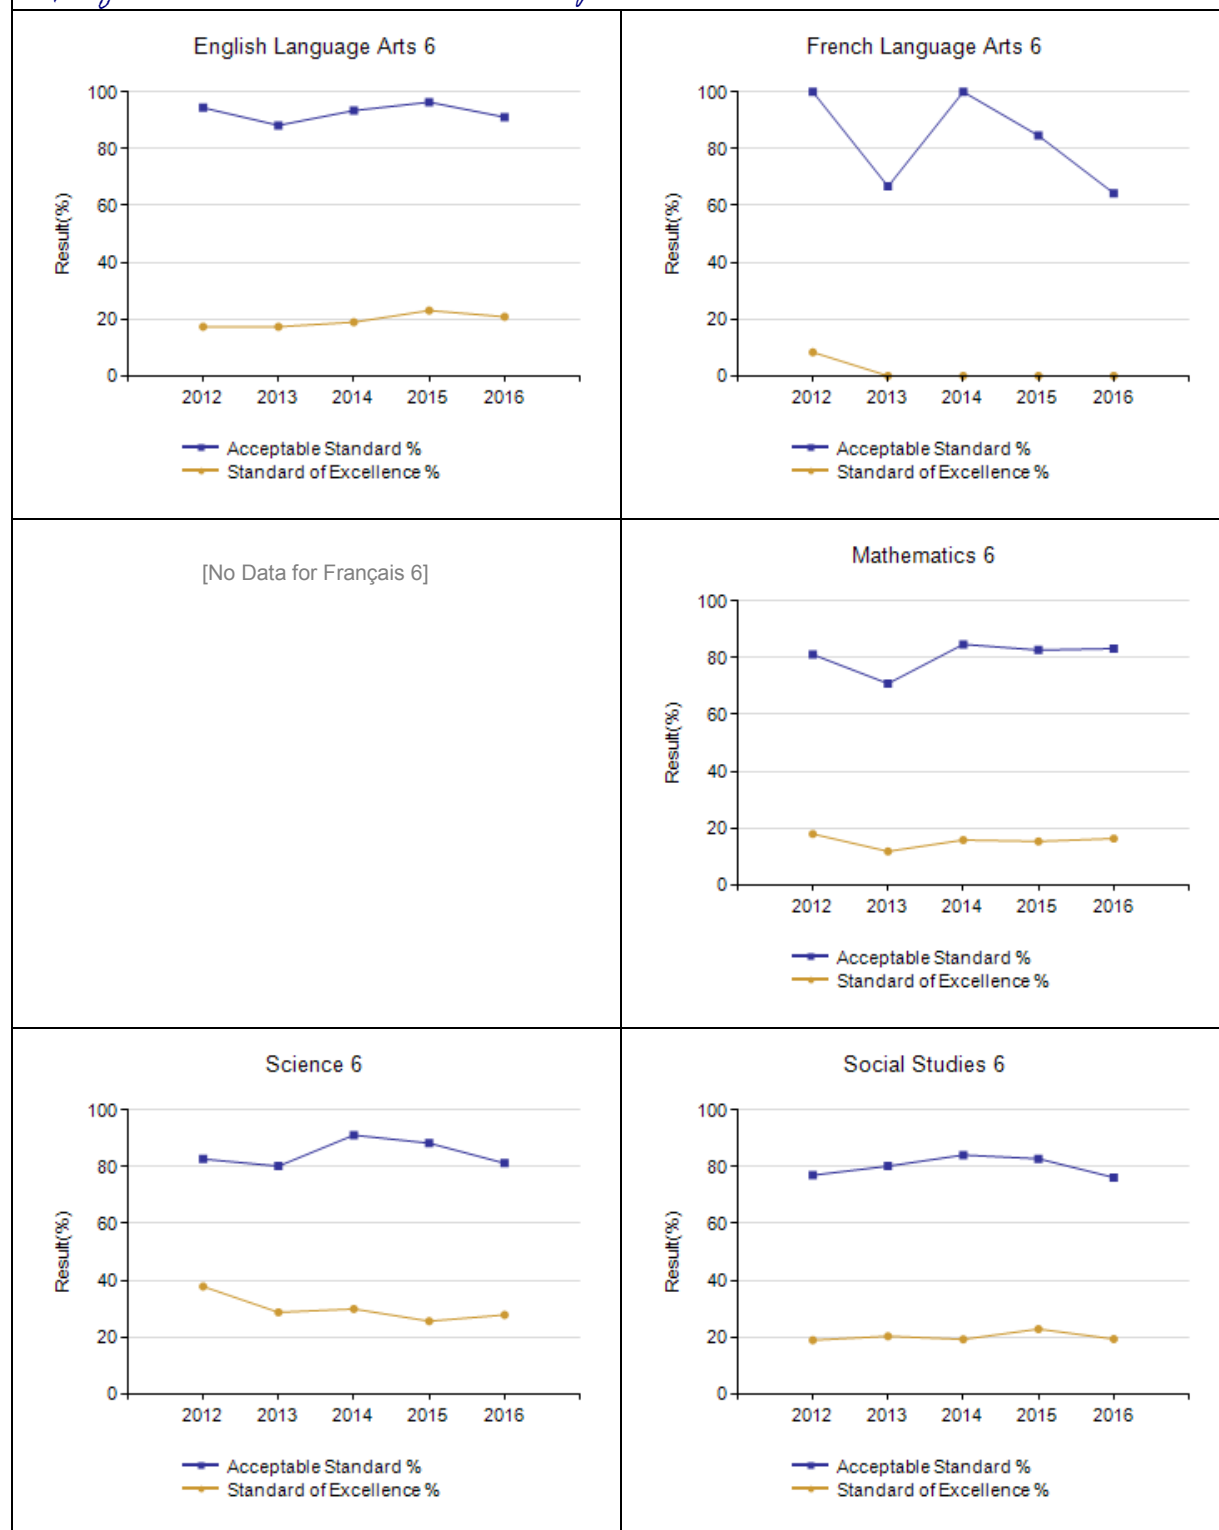 English Language Arts 6
100
80
60
40
20
0
Result(%)
2012 2013 2014 2015 2016
Acceptable Standard %
Standard of Excellence %
French Language Arts 6
100
80
60
40
20
0
Result(%)
2012 2013 2014 2015 2016
Acceptable Standard %
Standard of Excellence %
[No Data for Français 6]
Mathematics 6
100
80
60
40
20
0
Result(%)
2012 2013 2014 2015 2016
Acceptable Standard %
Standard of Excellence %
Science 6
100
80
60
40
20
0
Result(%)
2012 2013 2014 2015 2016
Acceptable Standard %
Standard of Excellence %
Social Studies 6
100
80
60
40
20
0
Result(%)
2012 2013 2014 2015 2016
Acceptable Standard %
Standard of Excellence %